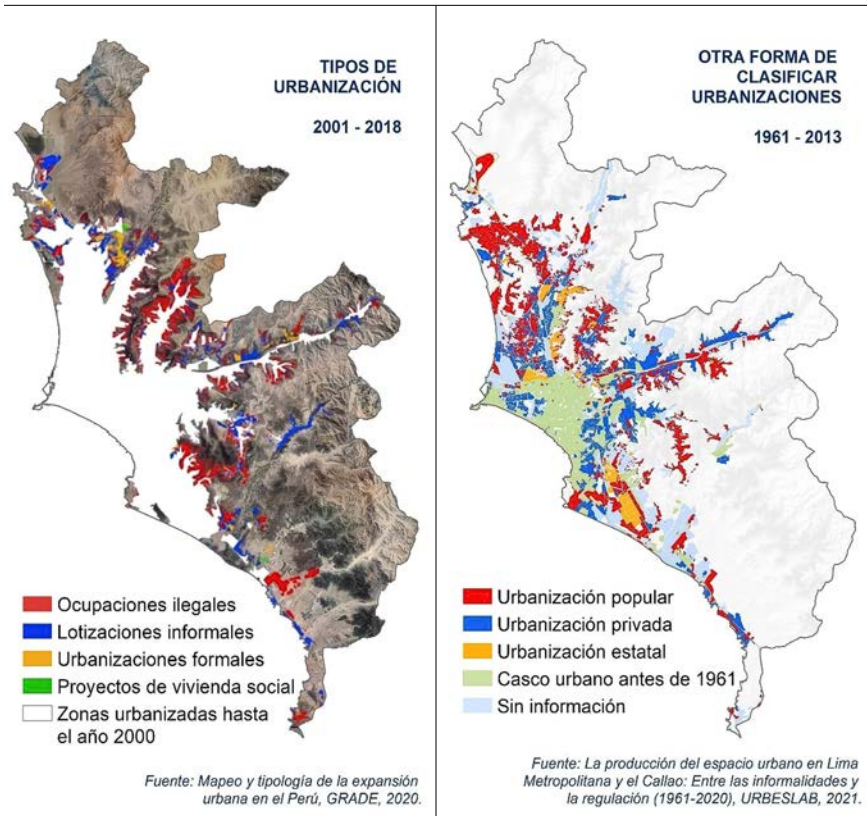 TIPOS DE
URBANIZACIÓN
2001 - 2018
Ocupaciones ilegales
Lotizaciones informales
Urbanizaciones formales
Proyectos de vivienda social
Zonas urbanizadas hasta
el año 2000
Fuente: Mapeo y tipología de la expansión
urbana en el Perú, GRADE, 2020.
OTRA FORMA DE
CLASIFICAR
URBANIZACIONES
1961 - 2013
Urbanización popular
Urbanización privada
Urbanización estatal
Casco urbano antes de 1961
Sin información
Fuente: La producción del espacio urbano en Lima
Metropolitana y el Callao: Entre las informalidades y
la regulación (1961-2020), URBESLAB, 2021.